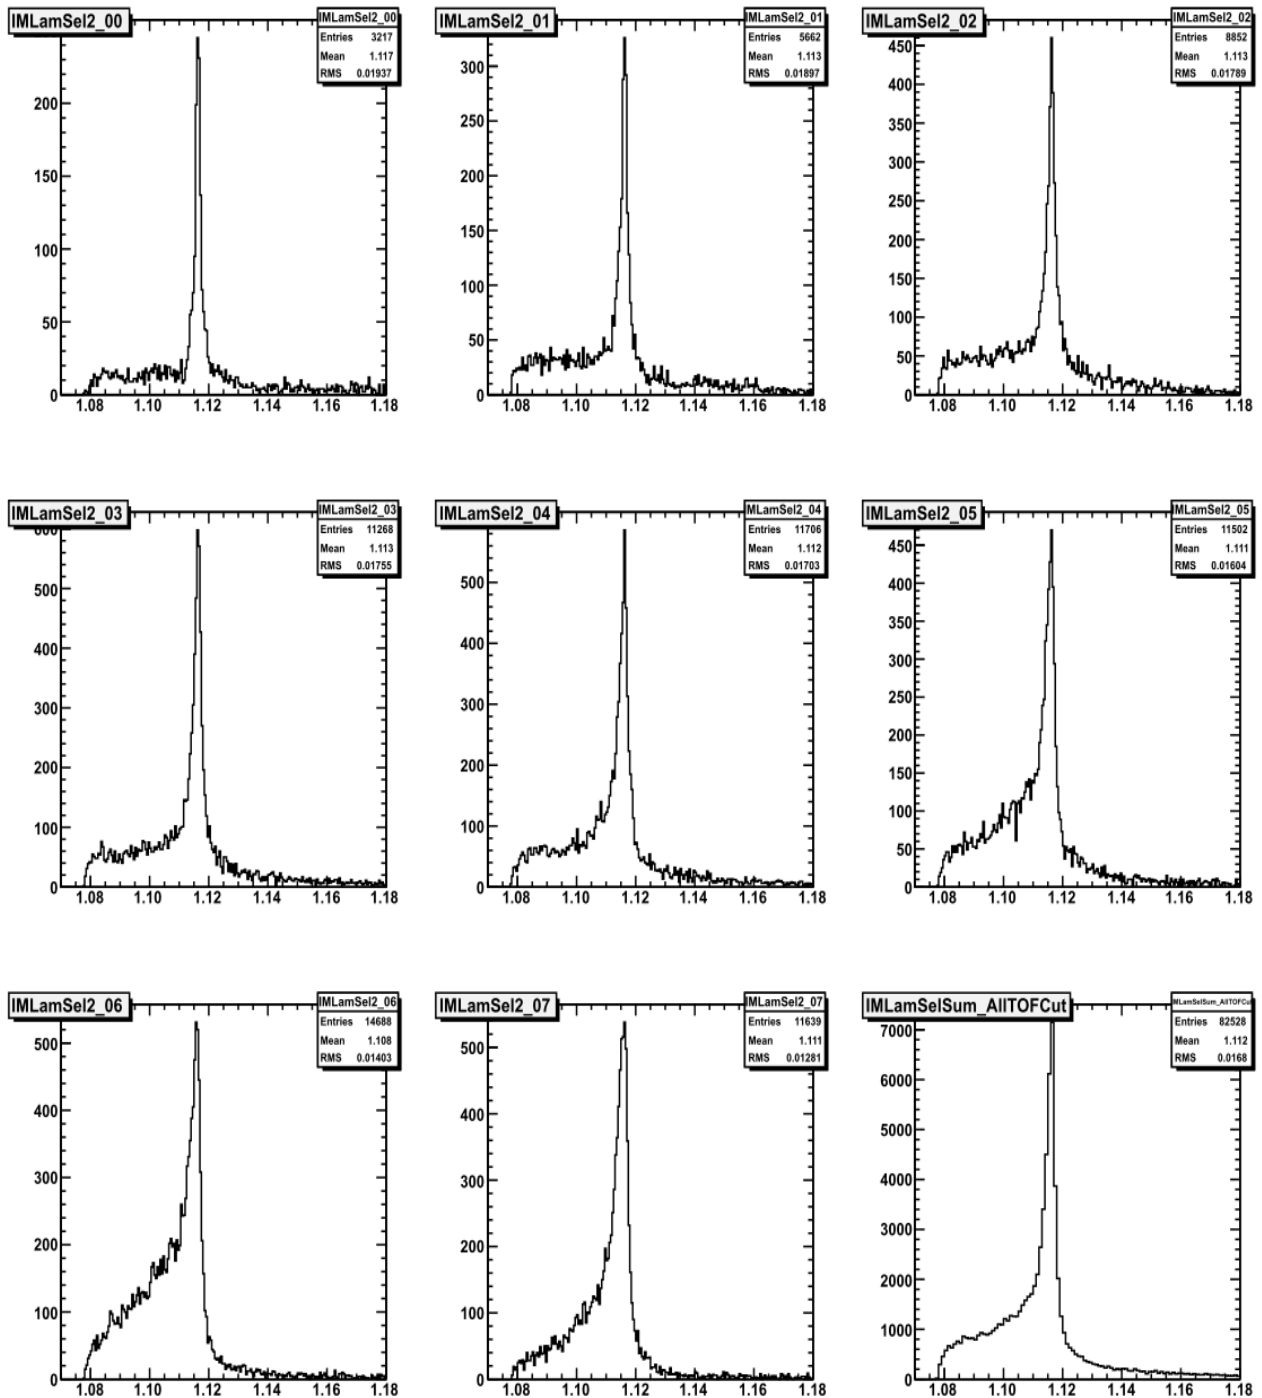 IMLamSel2_00
IMLamSel2_00
Entries 3217
Mean 1.117
RMS 0.01937
200
150
100
50
0
1.08 1.10 1.12 1.14 1.16 1.18
IMLamSel2_01
IMLamSel2_01
Entries 5662
Mean 1.113
RMS 0.01897
300
250
200
150
100
50
0
1.08 1.10 1.12 1.14 1.16 1.18
IMLamSel2_02
IMLamSel2_02
Entries 8852
Mean 1.113
RMS 0.01789
450
400
350
300
250
200
150
100
50
0
1.08 1.10 1.12 1.14 1.16 1.18
IMLamSel2_03
IMLamSel2_03
Entries 11268
Mean 1.113
RMS 0.01755
600
500
400
300
200
100
0
1.08 1.10 1.12 1.14 1.16 1.18
IMLamSel2_04
MLamSel2_04
Entries 11706
Mean 1.112
RMS 0.01703
500
400
300
200
100
0
1.08 1.10 1.12 1.14 1.16 1.18
IMLamSel2_05
IMLamSel2_05
Entries 11502
Mean 1.111
RMS 0.01604
450
400
350
300
250
200
150
100
50
0
1.08 1.10 1.12 1.14 1.16 1.18
IMLamSel2_06
IMLamSel2_06
Entries 14688
Mean 1.108
RMS 0.01403
500
400
300
200
100
0
1.08 1.10 1.12 1.14 1.16 1.18
IMLamSel2_07
IMLamSel2_07
Entries 11639
Mean 1.111
RMS 0.01281
500
400
300
200
100
0
1.08 1.10 1.12 1.14 1.16 1.18
IMLamSelSum_AllTOFCut
MLamSelSum_AllTOFCut
Entries 82528
Mean 1.112
RMS 0.0168
7000
6000
5000
4000
3000
2000
1000
0
1.08 1.10 1.12 1.14 1.16 1.18